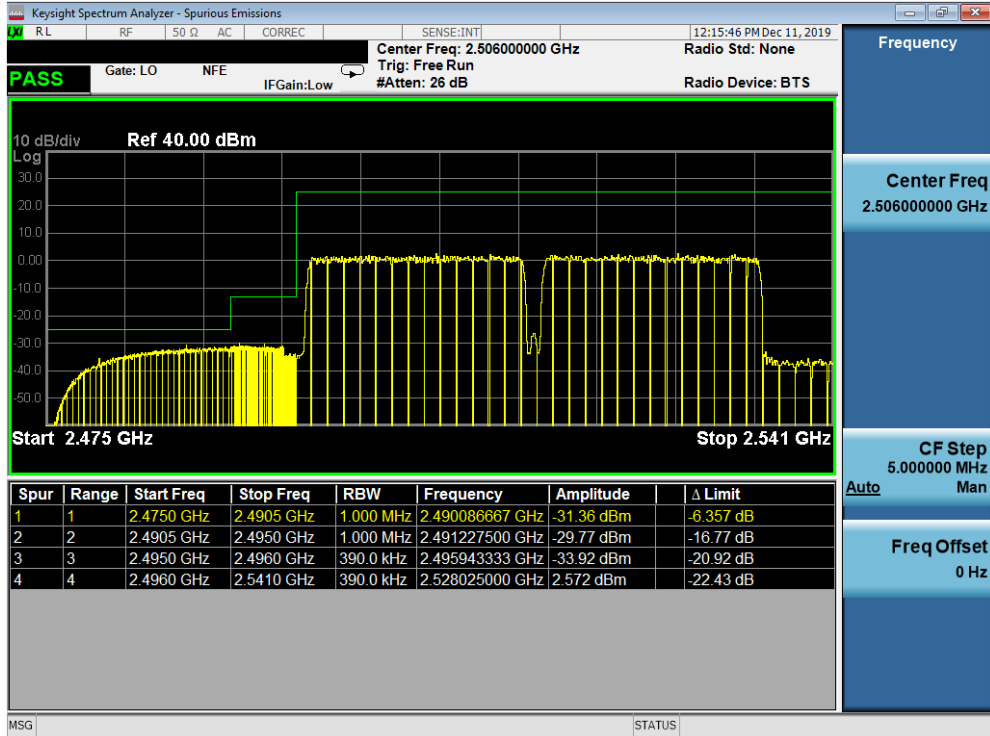 Keysight Spectrum Analyzer - Spurious Emissions
LXI RL RF 50 Ω AC CORREC SENSE:INT 12:15:46 PM Dec 11, 2019
Center Freq: 2.506000000 GHz Radio Std: None
Trig: Free Run
PASS Gate: LO NFE IFGain:Low #Atten: 26 dB Radio Device: BTS
Frequency
10 dB/div Ref 40.00 dBm
Log
30.0
20.0
10.0
0.00
-10.0
-20.0
-30.0
-40.0
-50.0
Start 2.475 GHz Stop 2.541 GHz
Spur Range Start Freq Stop Freq RBW Frequency Amplitude Δ Limit
1 1 2.4750 GHz 2.4905 GHz 1.000 MHz 2.490086667 GHz -31.36 dBm -6.357 dB
2 2 2.4905 GHz 2.4950 GHz 1.000 MHz 2.491227500 GHz -29.77 dBm -16.77 dB
3 3 2.4950 GHz 2.4960 GHz 390.0 kHz 2.495943333 GHz -33.92 dBm -20.92 dB
4 4 2.4960 GHz 2.5410 GHz 390.0 kHz 2.528025000 GHz 2.572 dBm -22.43 dB
Center Freq
2.506000000 GHz
CF Step
5.000000 MHz
Auto Man
Freq Offset
0 Hz
MSG STATUS